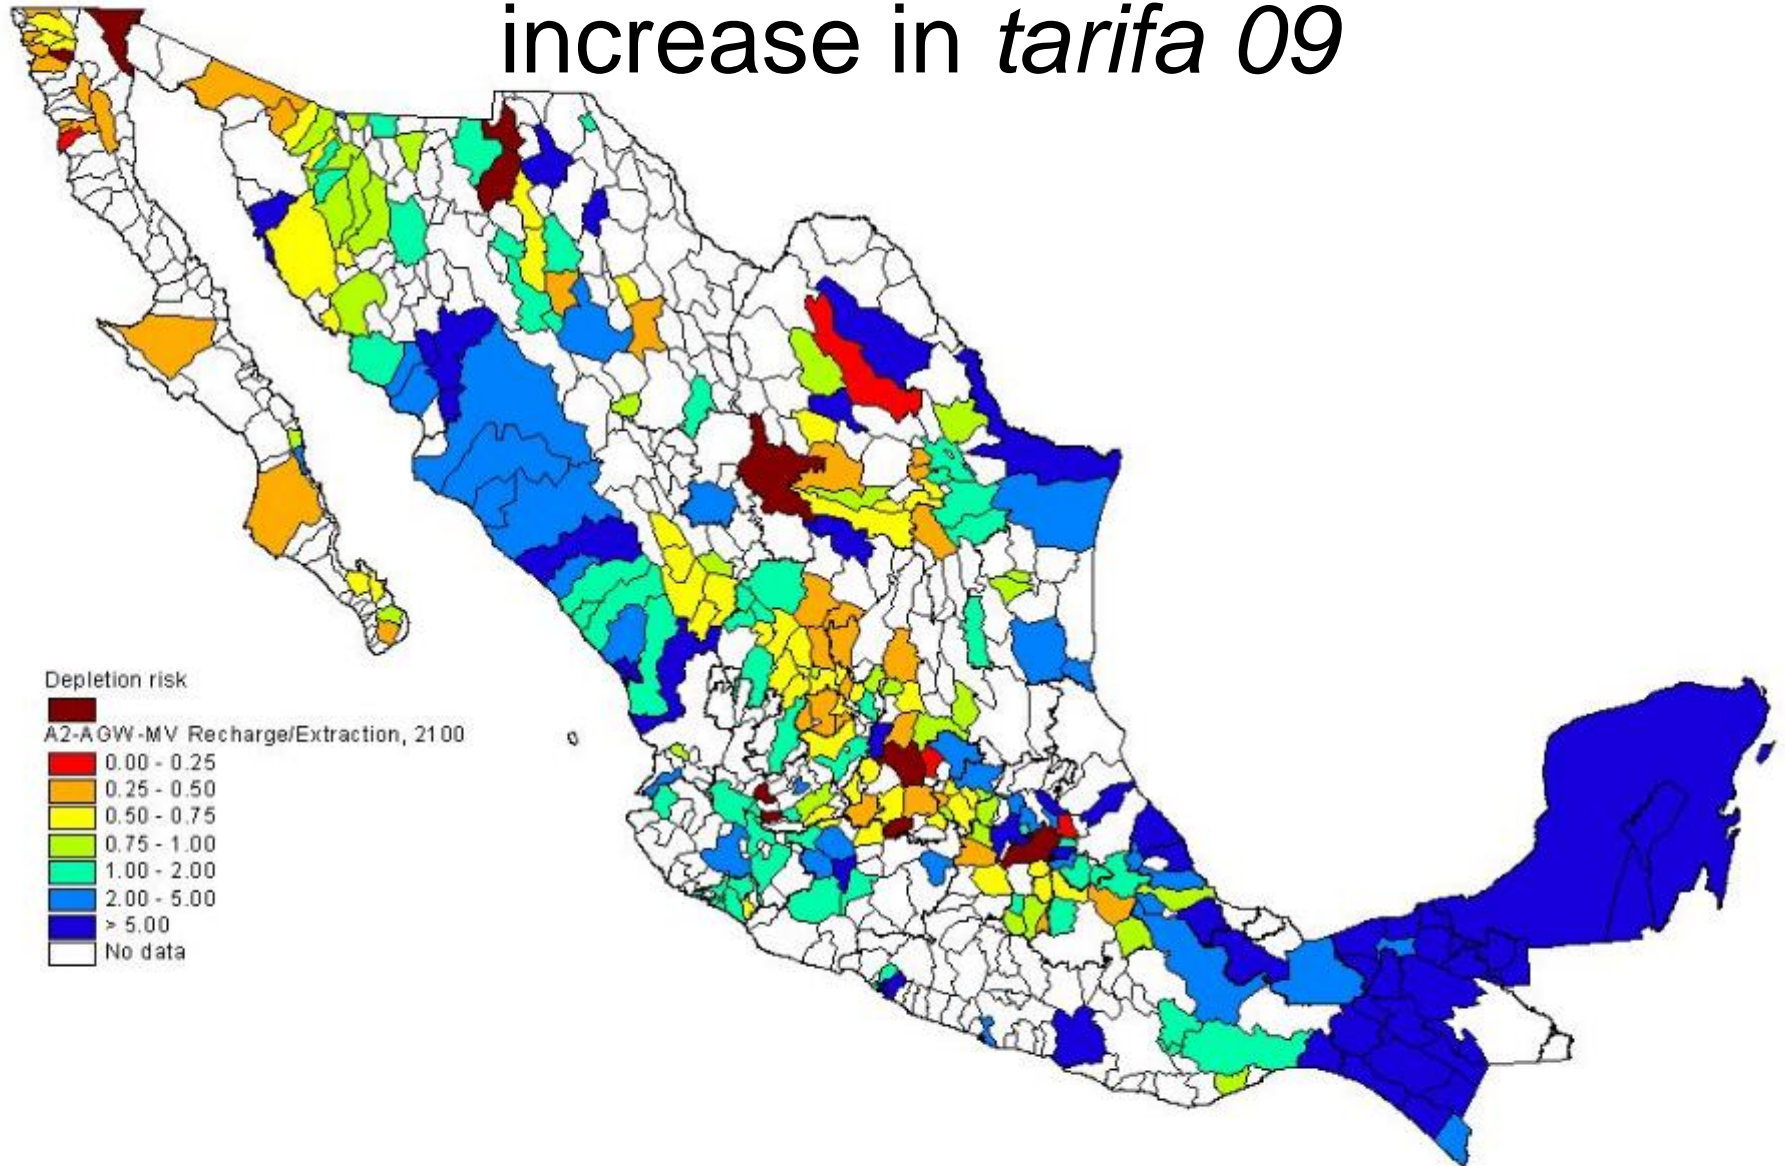 increase in tarifa 09
Depletion risk
A2-AGW-MV Recharge/Extraction, 2100
0.00 - 0.25
0.25 - 0.50
0.50 - 0.75
0.75 - 1.00
1.00 - 2.00
2.00 - 5.00
> 5.00
No data